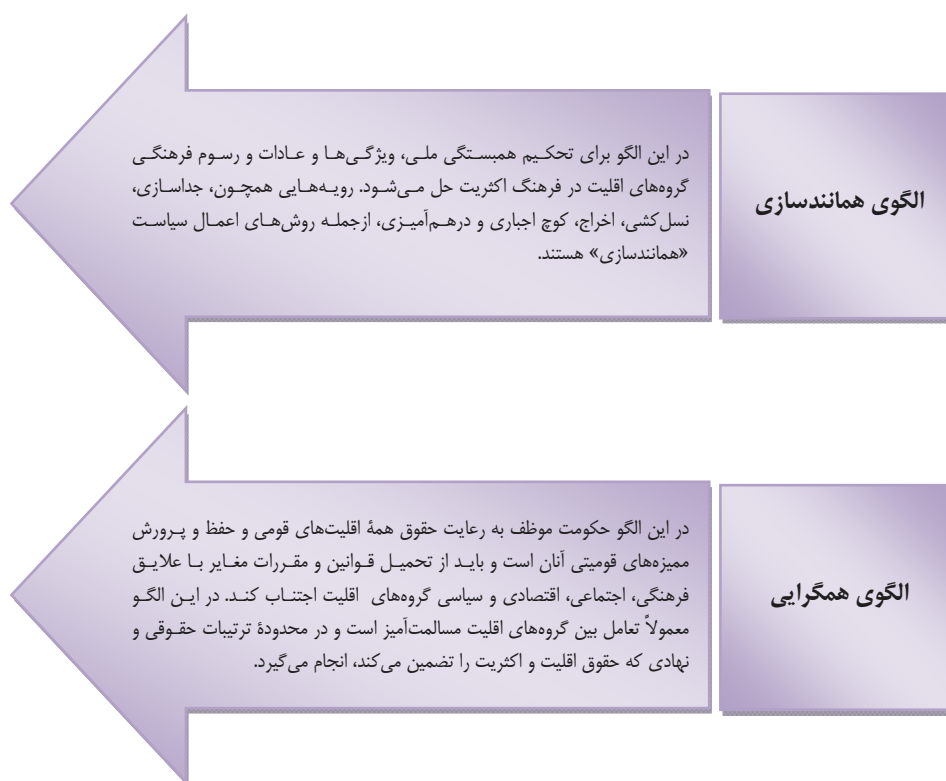 الگوی همانندسازی
در این الگو برای تحکیم همبستگی ملی، ویژگی‌ها و عادات و رسوم فرهنگی
گروه‌های اقلیت در فرهنگ اکثریت حل می‌شود. رویه‌هایی همچون، جداسازی،
نسل‌کشی، اخراج، کوچ اجباری و درهم‌آمیزی، ازجمله روش‌های اعمال سیاست
«همانندسازی» هستند.
الگوی همگرایی
در این الگو حکومت موظف به رعایت حقوق همهٔ اقلیت‌های قومی و حفظ و پرورش
ممیزه‌های قومیتی آنان است و باید از تحمیل قوانین و مقررات مغایر با علایق
فرهنگی، اجتماعی، اقتصادی و سیاسی گروه‌های اقلیت اجتناب کند. در این الگو
معمولاً تعامل بین گروه‌های اقلیت مسالمت‌آمیز است و در محدودهٔ ترتیبات حقوقی و
نهادی که حقوق اقلیت و اکثریت را تضمین می‌کند، انجام می‌گیرد.